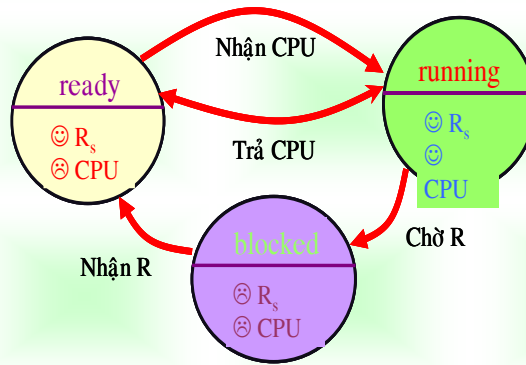 Nhận CPU
ready
☺ Rₛ
☹ CPU
running
☺ Rₛ
☺
CPU
Trả CPU
Chờ R
blocked
☹ Rₛ
☹ CPU
Nhận R